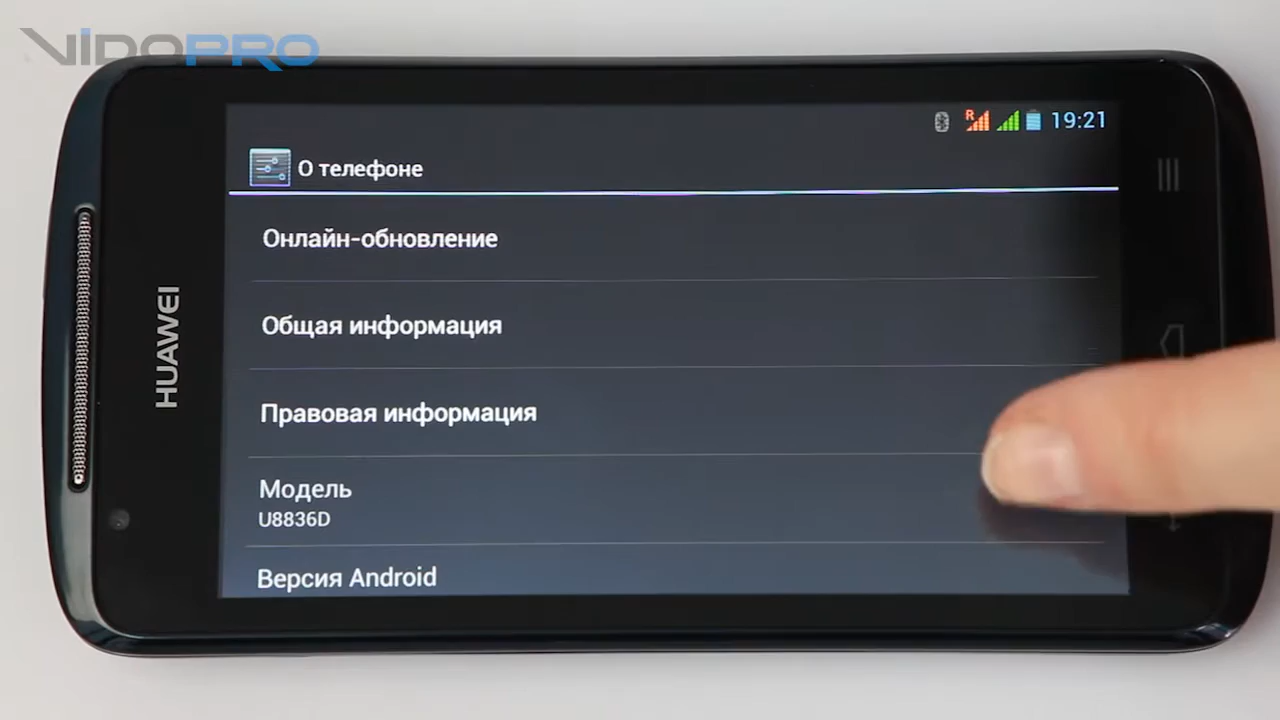 VIDOPRO
R
19:21
О телефоне
Онлайн-обновление
Общая информация
HUAWEI
Правовая информация
Модель
U8836D
Версия Android